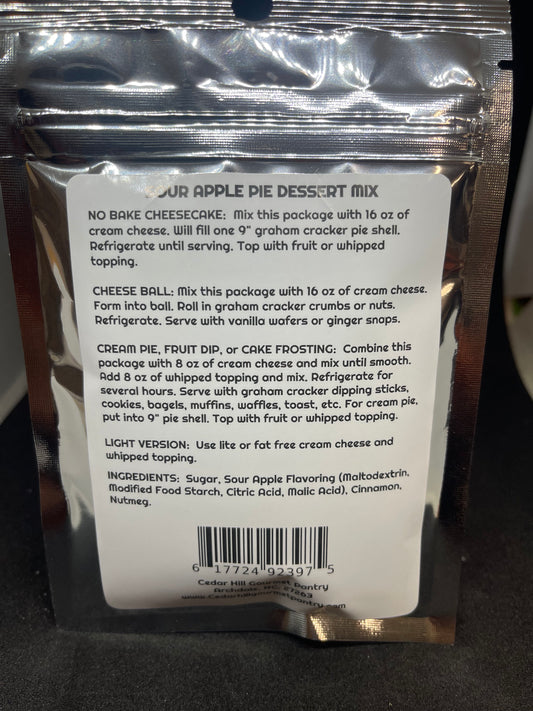 SOUR APPLE PIE DESSERT MIX
NO BAKE CHEESECAKE: Mix this package with 16 oz of
cream cheese. Will fill one 9" graham cracker pie shell.
Refrigerate until serving. Top with fruit or whipped
topping.
CHEESE BALL: Mix this package with 16 oz of cream cheese.
Form into ball. Roll in graham cracker crumbs or nuts.
Refrigerate. Serve with vanilla wafers or ginger snaps.
CREAM PIE, FRUIT DIP, or CAKE FROSTING: Combine this
package with 8 oz of cream cheese and mix until smooth.
Add 8 oz of whipped topping and mix. Refrigerate for
several hours. Serve with graham cracker dipping sticks,
cookies, bagels, muffins, waffles, toast, etc. For cream pie,
put into 9" pie shell. Top with fruit or whipped topping.
LIGHT VERSION: Use lite or fat free cream cheese and
whipped topping.
INGREDIENTS: Sugar, Sour Apple Flavoring (Maltodextrin,
Modified Food Starch, Citric Acid, Malic Acid), Cinnamon,
Nutmeg.
6 17724 92397 5
Cedar Hill Gourmet Pantry
Archdale, NC 27263
www.Cedarhillgourmetpantry.com